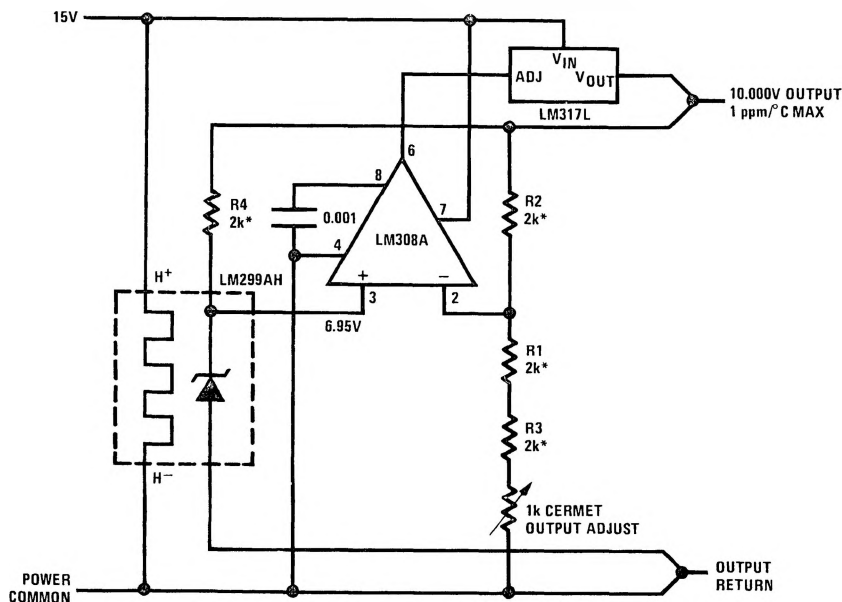 15V
VIN
ADJ
VOUT
LM317L
10.000V OUTPUT
1 ppm/°C MAX
6
8
R4
2k*
0.001
7
R2
2k*
4
LM308A
H+
LM299AH
+
−
3
2
6.95V
R1
2k*
R3
2k*
H−
1k CERMET
OUTPUT ADJUST
POWER
COMMON
OUTPUT
RETURN